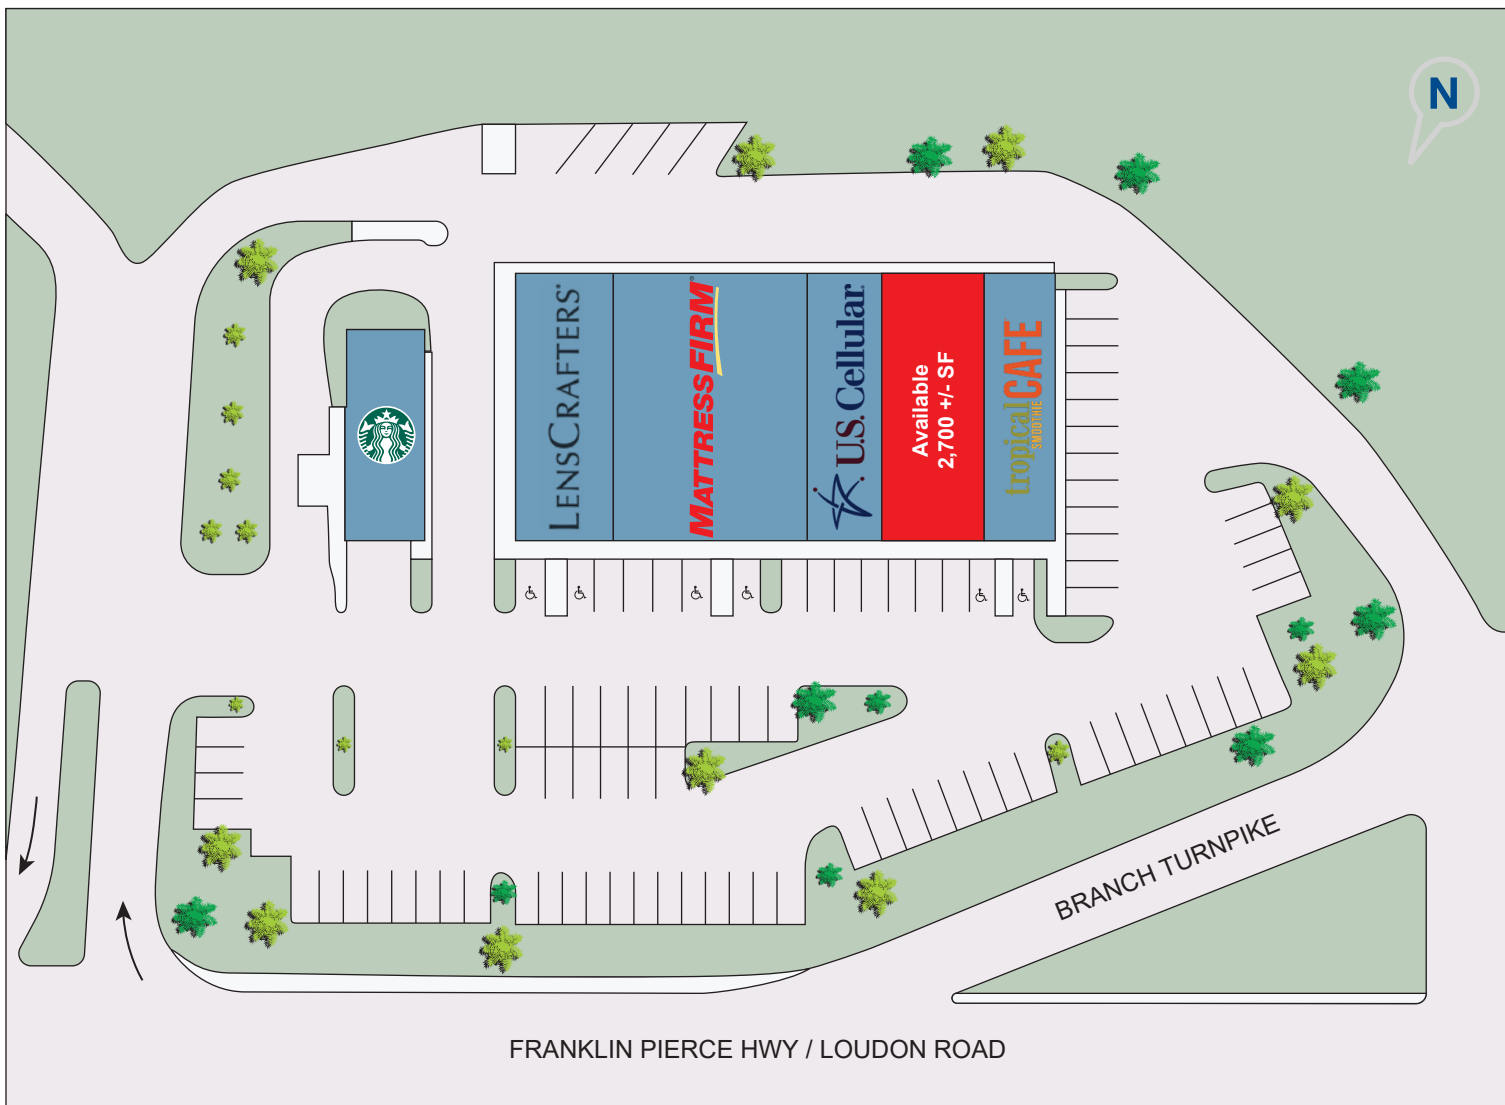 N
LENSCRAFTERS®
MATTRESSFIRM®
U.S. Cellular®
Available
2,700 +/- SF
tropical
SMOOTHIE
CAFE
BRANCH TURNPIKE
FRANKLIN PIERCE HWY / LOUDON ROAD